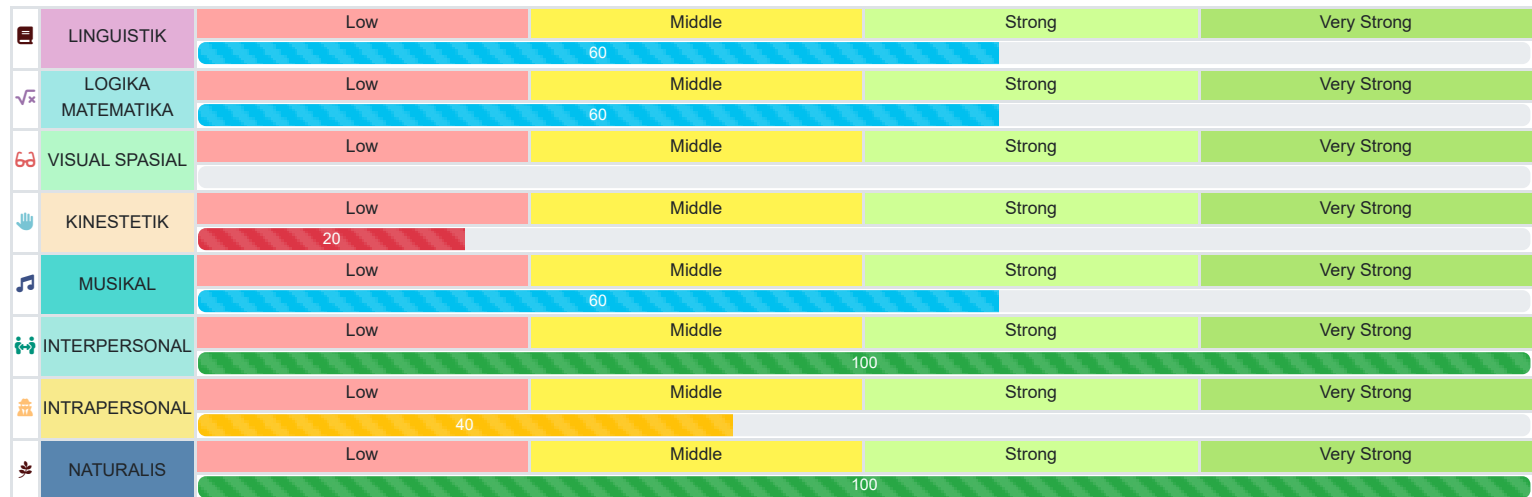 LINGUISTIK
Low Middle Strong Very Strong
60
LOGIKA
MATEMATIKA
Low Middle Strong Very Strong
60
VISUAL SPASIAL
Low Middle Strong Very Strong
KINESTETIK
Low Middle Strong Very Strong
20
MUSIKAL
Low Middle Strong Very Strong
60
INTERPERSONAL
Low Middle Strong Very Strong
100
INTRAPERSONAL
Low Middle Strong Very Strong
40
NATURALIS
Low Middle Strong Very Strong
100